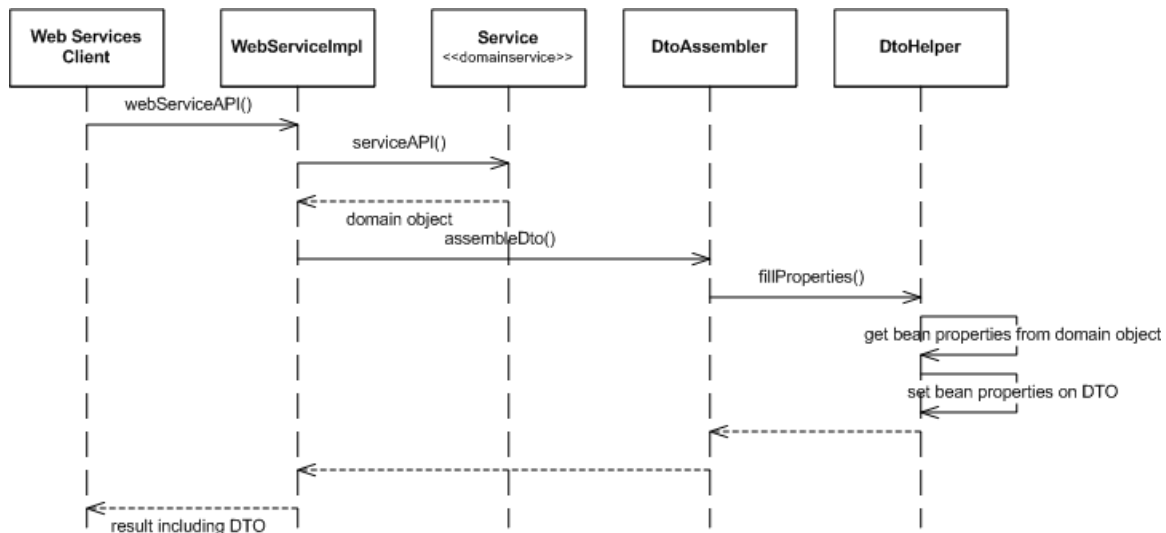 Web Services
Client
WebServiceImpl
Service
<<domainservice>>
DtoAssembler
DtoHelper
webServiceAPI()
serviceAPI()
domain object
assembleDto()
fillProperties()
get bean properties from domain object
set bean properties on DTO
result including DTO